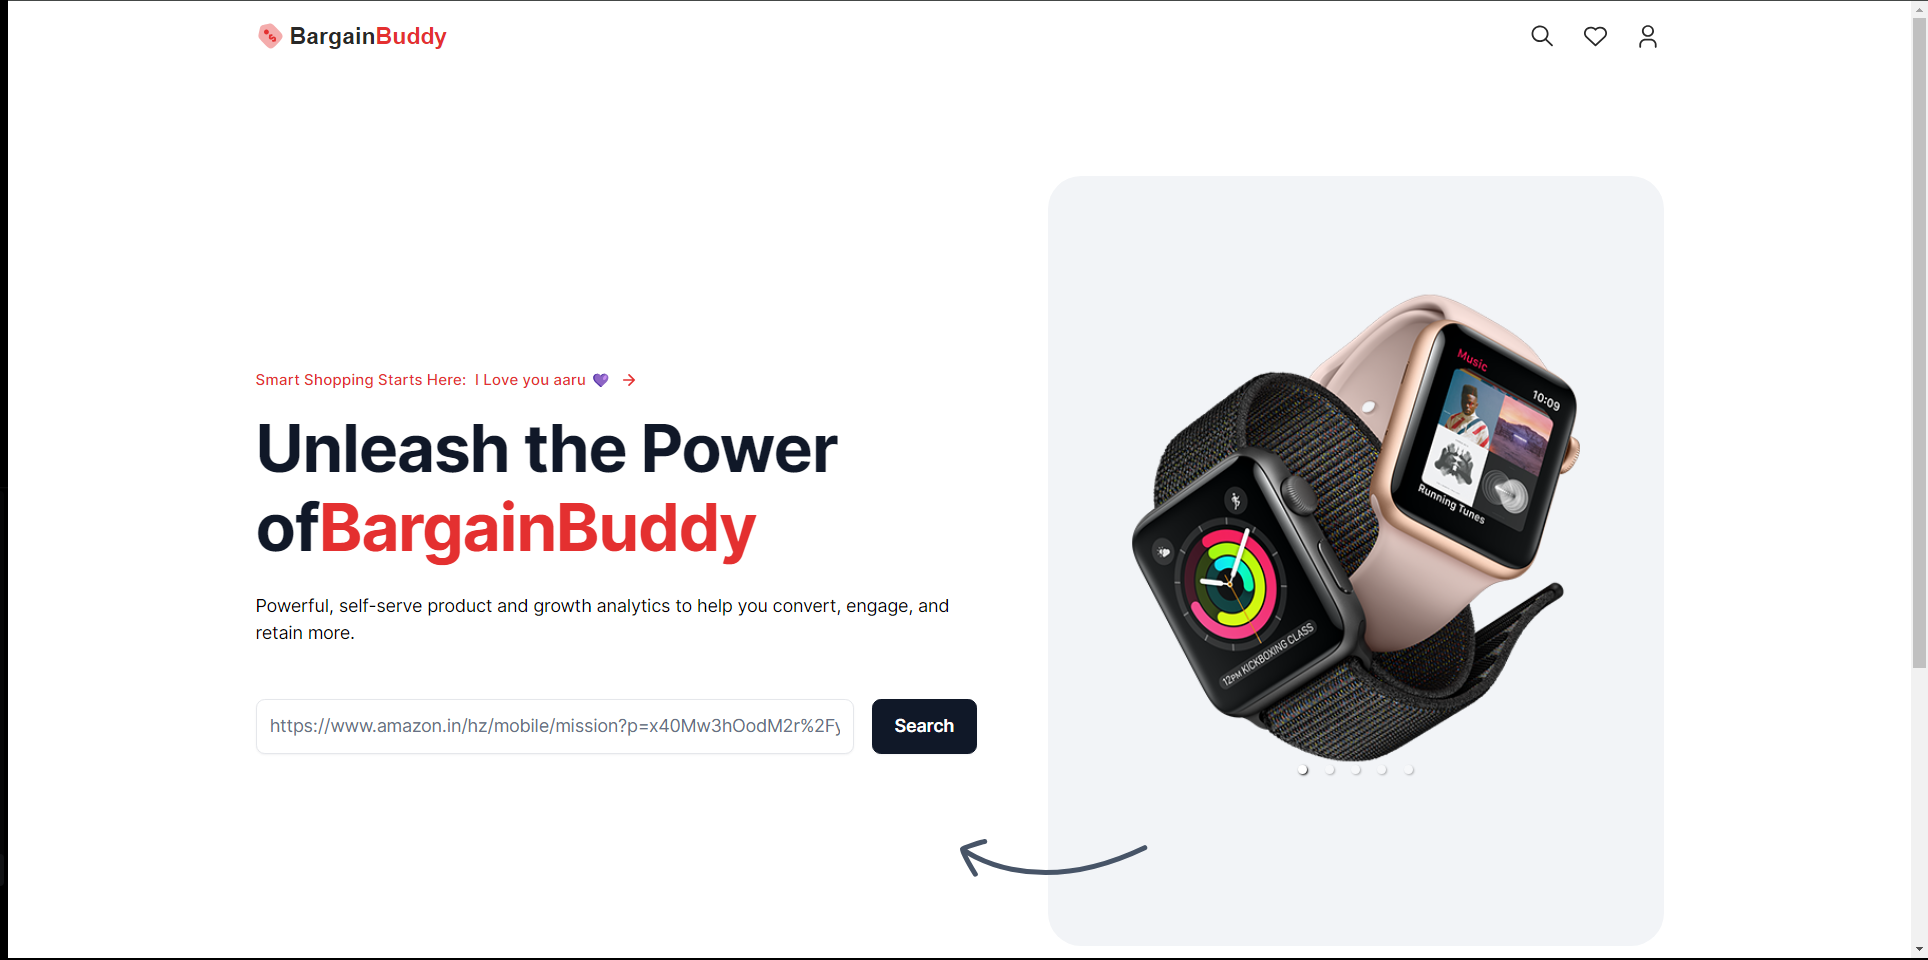 BargainBuddy
Smart Shopping Starts Here: I Love you aaru 💜 →
Unleash the Power
ofBargainBuddy
Powerful, self-serve product and growth analytics to help you convert, engage, and
retain more.
https://www.amazon.in/hz/mobile/mission?p=x40Mw3hOodM2r%2Fy
Search
Music
10:09
Running Tunes
12PM KICKBOXING CLASS